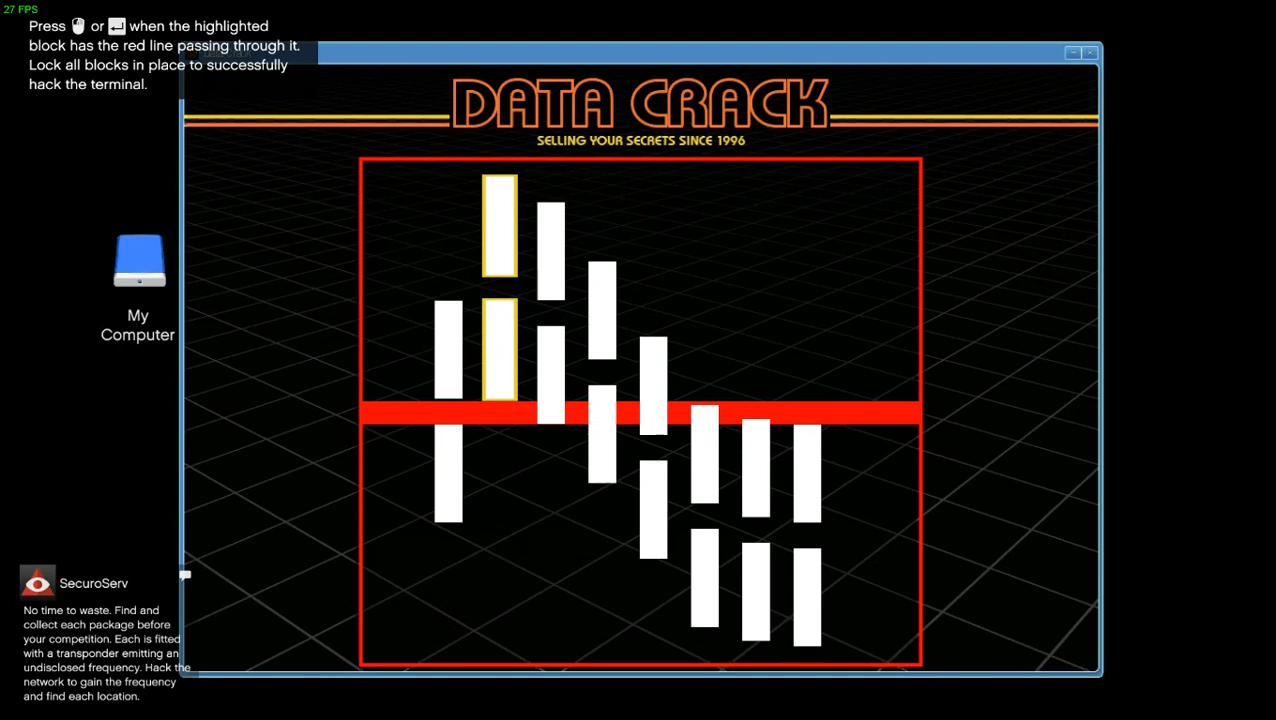 27 FPS
Press or when the highlighted
block has the red line passing through it.
Lock all blocks in place to successfully
hack the terminal.
DATA CRACK
SELLING YOUR SECRETS SINCE 1996
My
Computer
SecuroServ
No time to waste. Find and
collect each package before
your competition. Each is fitted
with a transponder emitting an
undisclosed frequency. Hack the
network to gain the frequency
and find each location.